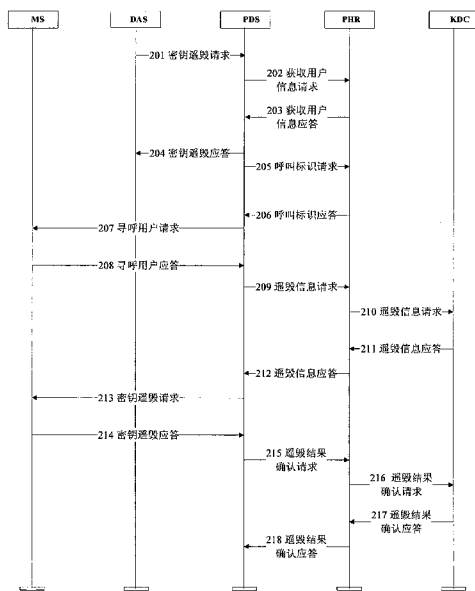 MS DAS PDS PHR KDC
201 密钥遥毁请求
202 获取用户
信息请求
203 获取用户
信息应答
204 密钥遥毁应答
205 呼叫标识请求
206 呼叫标识应答
207 寻呼用户请求
208 寻呼用户应答
209 遥毁信息请求
210 遥毁信息请求
211 遥毁信息应答
212 遥毁信息应答
213 密钥遥毁请求
214 密钥遥毁应答
215 遥毁结果
确认请求
216 遥毁结果
确认请求
217 遥毁结果
确认应答
218 遥毁结果
确认应答